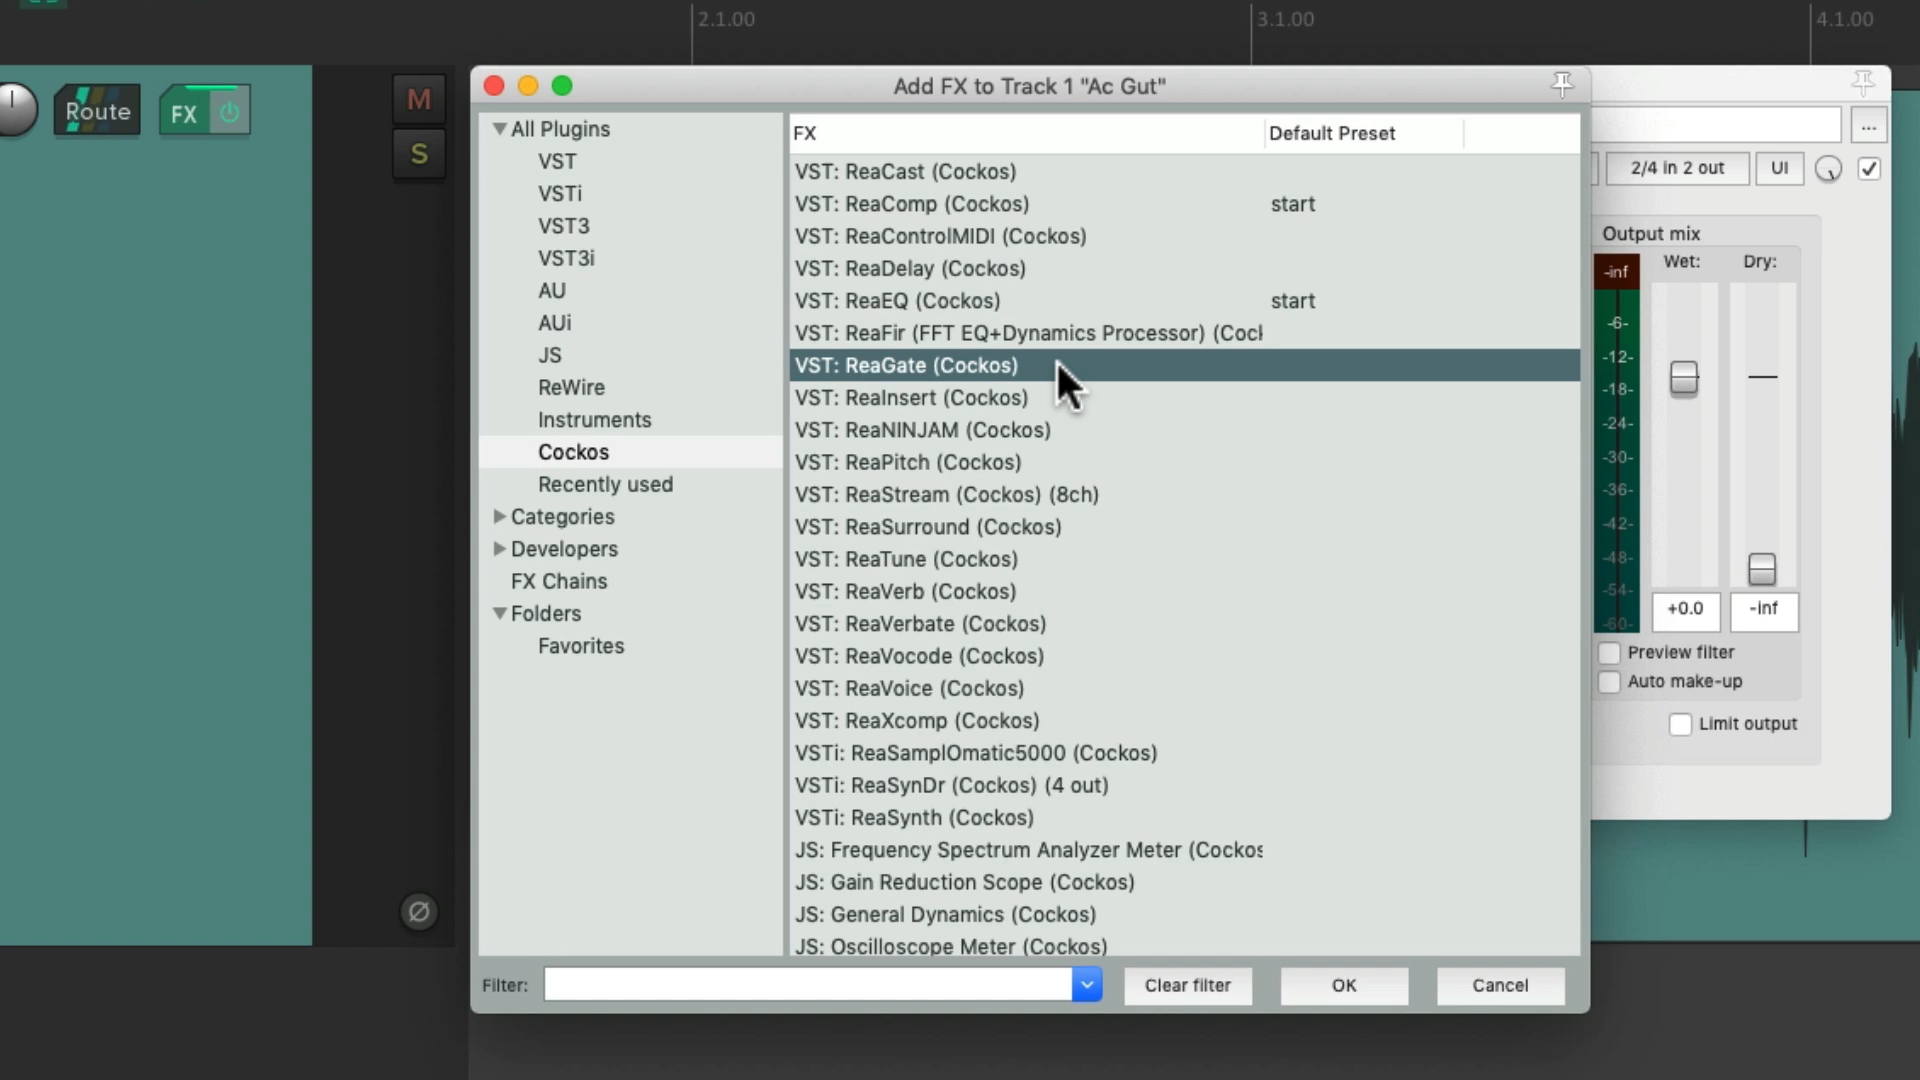 2.1.00
3.1.00
4.1.00
Route
FX
M
S
Add FX to Track 1 "Ac Gut"
All Plugins
VST
VSTi
VST3
VST3i
AU
AUi
JS
ReWire
Instruments
Cockos
Recently used
Categories
Developers
FX Chains
Folders
Favorites
FX Default Preset
VST: ReaCast (Cockos)
VST: ReaComp (Cockos) start
VST: ReaControlMIDI (Cockos)
VST: ReaDelay (Cockos)
VST: ReaEQ (Cockos) start
VST: ReaFir (FFT EQ+Dynamics Processor) (Cock
VST: ReaGate (Cockos)
VST: ReaInsert (Cockos)
VST: ReaNINJAM (Cockos)
VST: ReaPitch (Cockos)
VST: ReaStream (Cockos) (8ch)
VST: ReaSurround (Cockos)
VST: ReaTune (Cockos)
VST: ReaVerb (Cockos)
VST: ReaVerbate (Cockos)
VST: ReaVocode (Cockos)
VST: ReaVoice (Cockos)
VST: ReaXcomp (Cockos)
VSTi: ReaSamplOmatic5000 (Cockos)
VSTi: ReaSynDr (Cockos) (4 out)
VSTi: ReaSynth (Cockos)
JS: Frequency Spectrum Analyzer Meter (Cockos
JS: Gain Reduction Scope (Cockos)
JS: General Dynamics (Cockos)
JS: Oscilloscope Meter (Cockos)
Filter:
Clear filter
OK
Cancel
...
2/4 in 2 out
UI
Output mix
Wet: Dry:
-inf
-6-
-12-
-18-
-24-
-30-
-36-
-42-
-48-
-54-
-60-
+0.0
-inf
Preview filter
Auto make-up
Limit output